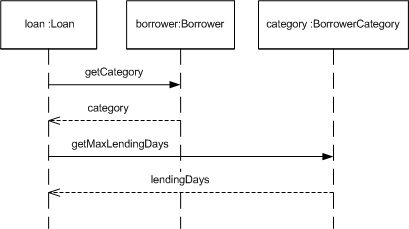 loan :Loan
borrower:Borrower
category :BorrowerCategory
getCategory
category
getMaxLendingDays
lendingDays